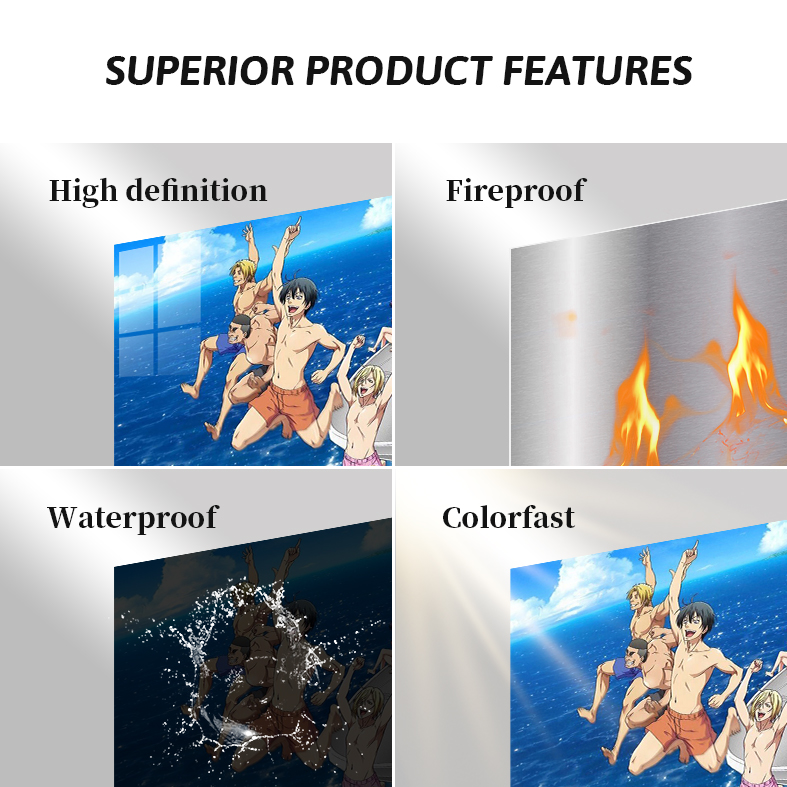 SUPERIOR PRODUCT FEATURES
High definition
Fireproof
Waterproof
Colorfast